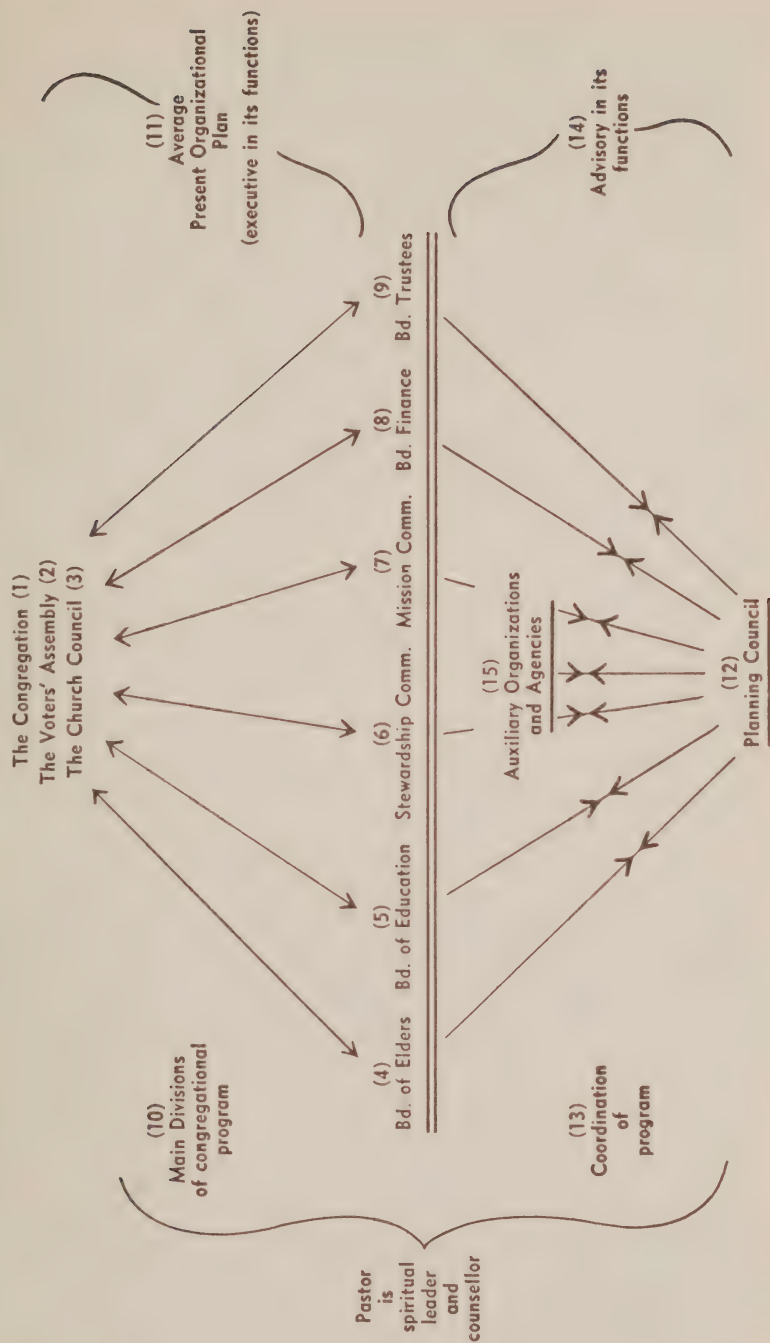 The Congregation (1)
The Voters' Assembly (2)
The Church Council (3)
(10)
Main Divisions
of congregational
program
(11)
Average
Present Organizational
Plan
(executive in its functions)
Pastor
is
spiritual
leader
and
counsellor
(4)
Bd. of Elders
(5)
Bd. of Education
(6)
Stewardship Comm.
(7)
Mission Comm.
(8)
Bd. Finance
(9)
Bd. Trustees
(13)
Coordination
of
program
(15)
Auxiliary Organizations
and Agencies
(14)
Advisory in its
functions
(12)
Planning Council